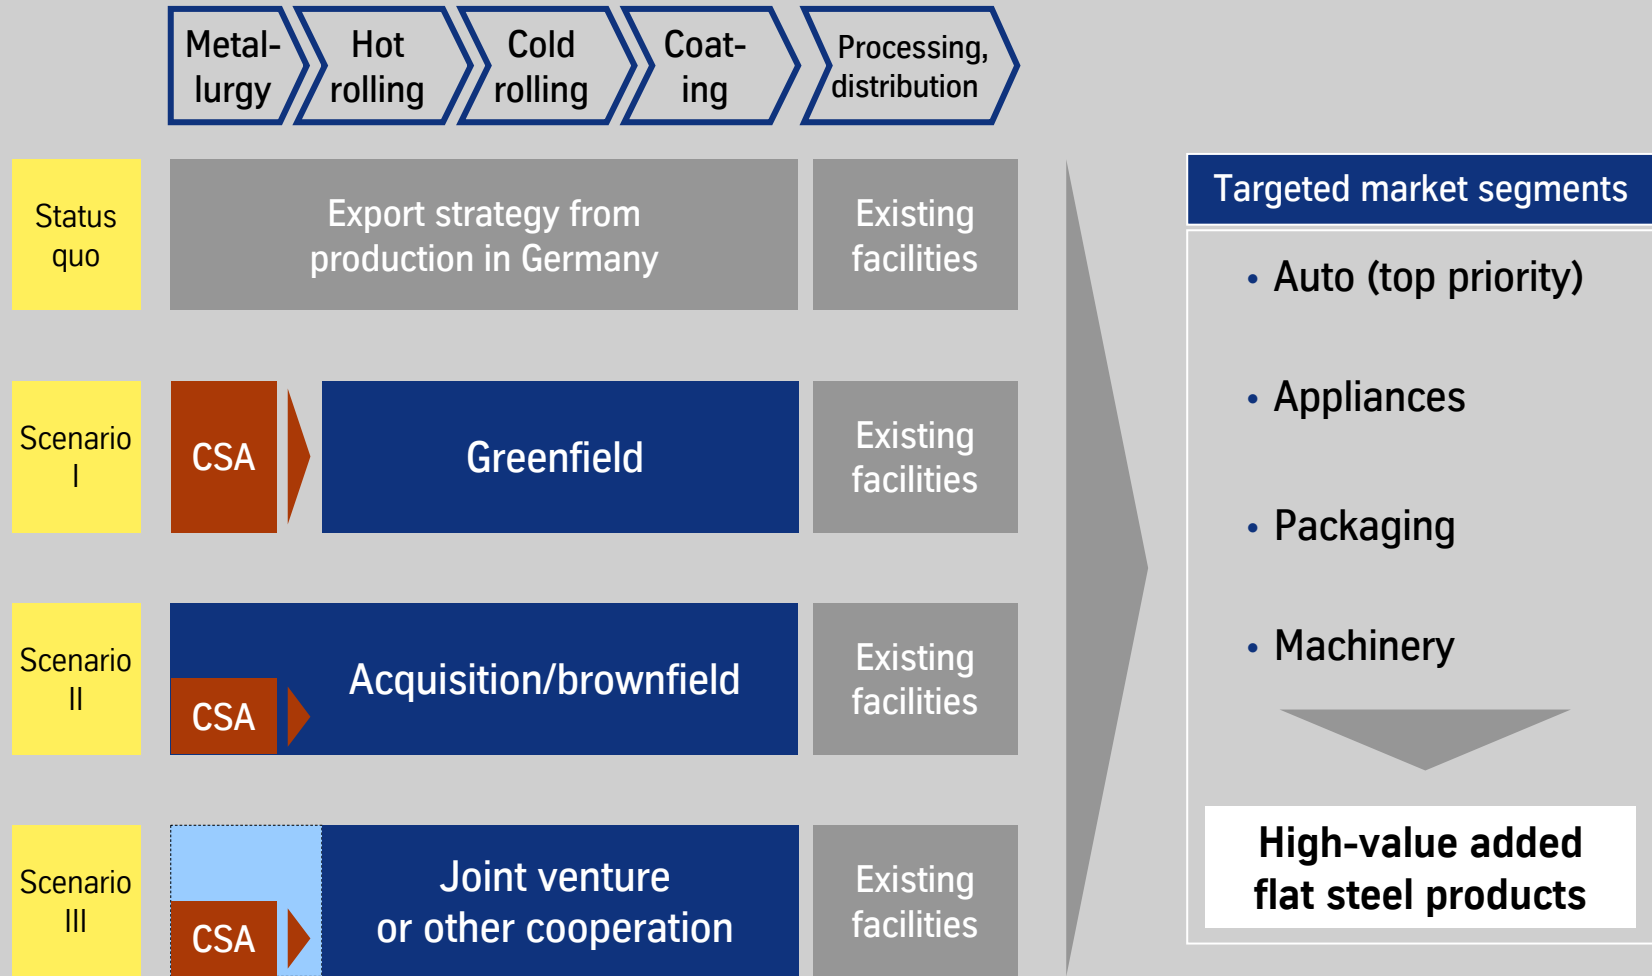 Metal-
lurgy
Hot
rolling
Cold
rolling
Coat-
ing
Processing,
distribution
Status
quo
Export strategy from
production in Germany
Existing
facilities
Scenario
I
CSA
Greenfield
Existing
facilities
Scenario
II
CSA
Acquisition/brownfield
Existing
facilities
Scenario
III
CSA
Joint venture
or other cooperation
Existing
facilities
Targeted market segments
• Auto (top priority)
• Appliances
• Packaging
• Machinery
High-value added
flat steel products